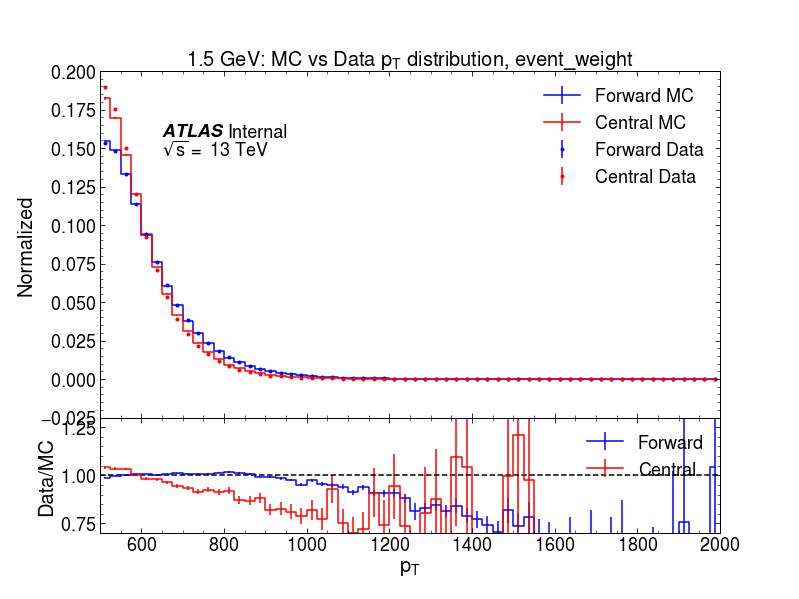 1.5 GeV: MC vs Data pT distribution, event_weight
0.200
0.175
0.150
0.125
0.100
0.075
0.050
0.025
0.000
−0.025
Normalized
ATLAS Internal
√s = 13 TeV
Forward MC
Central MC
Forward Data
Central Data
1.25
1.00
0.75
Data/MC
Forward
Central
600 800 1000 1200 1400 1600 1800 2000
pT